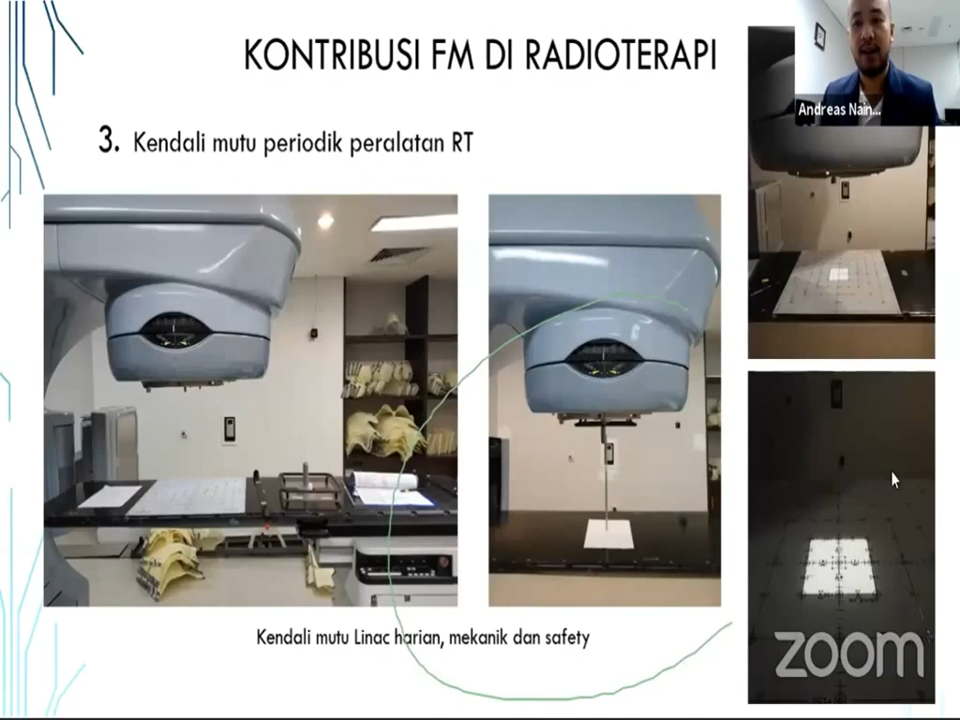 KONTRIBUSI FM DI RADIOTERAPI
Andreas Nain...
3. Kendali mutu periodik peralatan RT
Kendali mutu Linac harian, mekanik dan safety
zoom